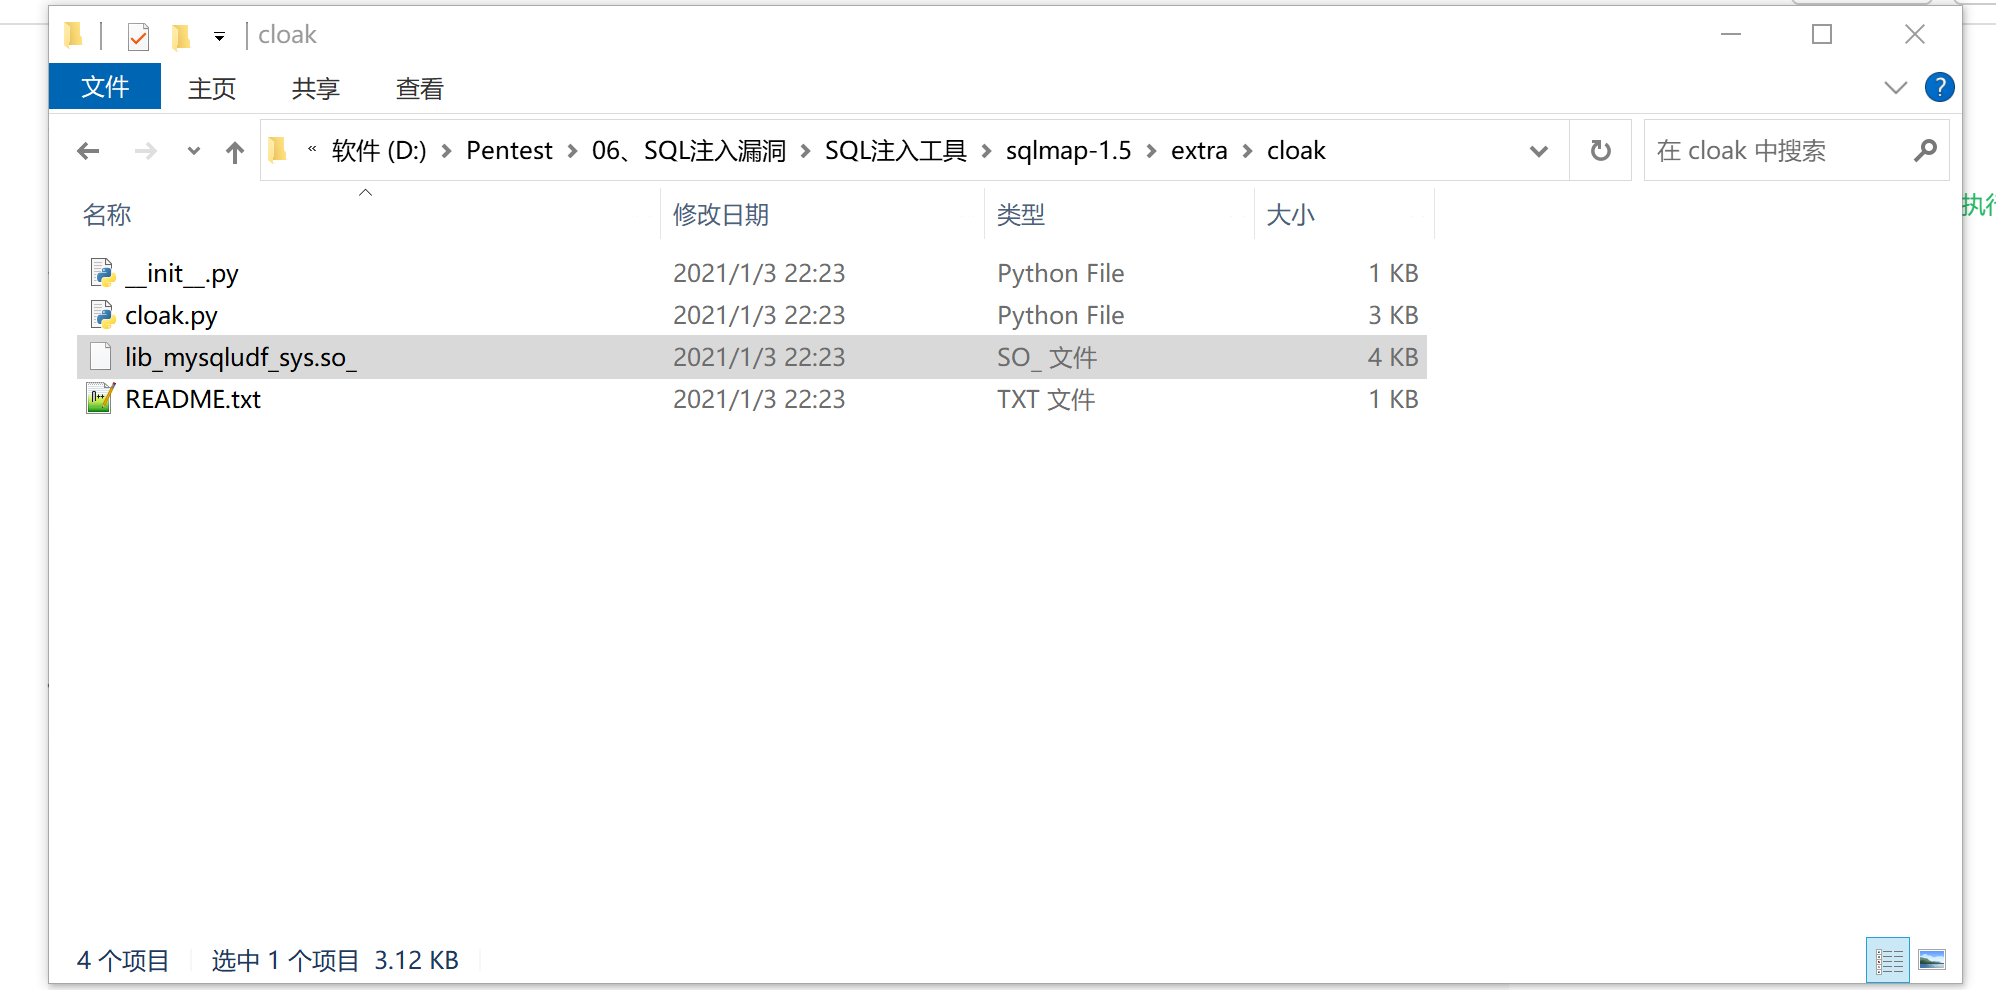 cloak
文件 主页 共享 查看
« 软件 (D:) > Pentest > 06、SQL注入漏洞 > SQL注入工具 > sqlmap-1.5 > extra > cloak 在 cloak 中搜索
名称 修改日期 类型 大小
执行
__init__.py 2021/1/3 22:23 Python File 1 KB
cloak.py 2021/1/3 22:23 Python File 3 KB
lib_mysqludf_sys.so_ 2021/1/3 22:23 SO_ 文件 4 KB
README.txt 2021/1/3 22:23 TXT 文件 1 KB
4 个项目 选中 1 个项目 3.12 KB